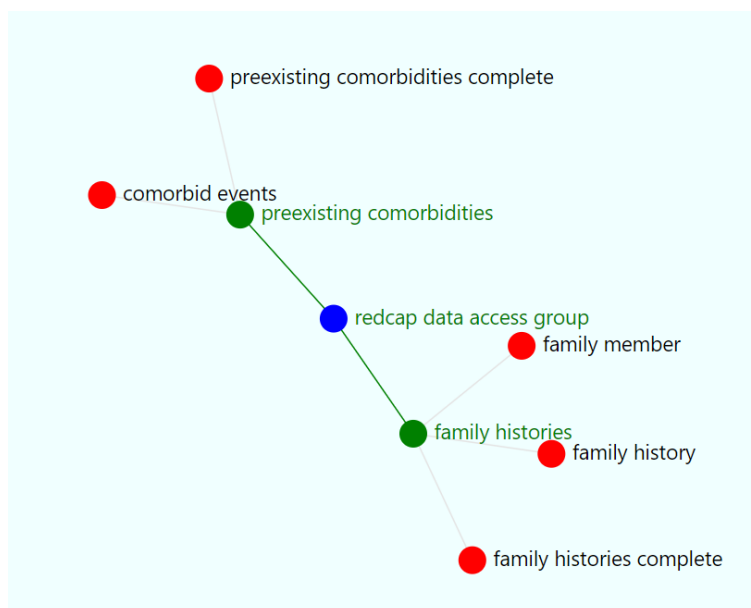 preexisting comorbidities complete
comorbid events
preexisting comorbidities
redcap data access group
family member
family histories
family history
family histories complete